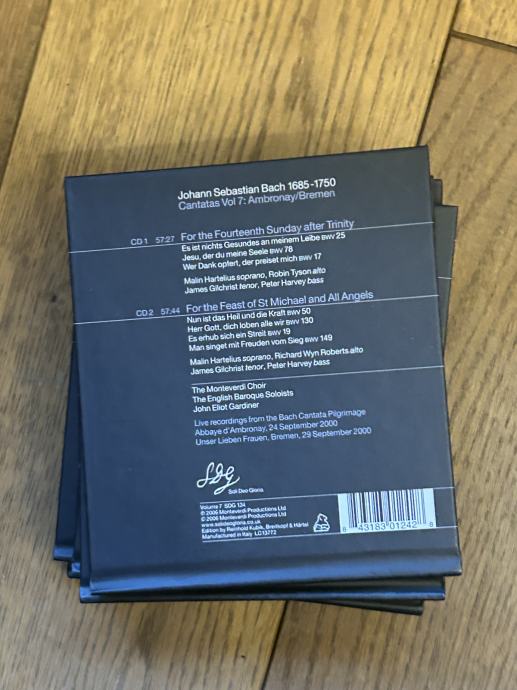 Johann Sebastian Bach 1685-1750
Cantatas Vol 7: Ambronay/Bremen
CD 1 57:27 For the Fourteenth Sunday after Trinity
Es ist nichts Gesundes an meinem Leibe BWV 25
Jesu, der du meine Seele BWV 78
Wer Dank opfert, der preiset mich BWV 17
Malin Hartelius soprano, Robin Tyson alto
James Gilchrist tenor, Peter Harvey bass
CD 2 57:44 For the Feast of St Michael and All Angels
Nun ist das Heil und die Kraft BWV 50
Herr Gott, dich loben alle wir BWV 130
Es erhub sich ein Streit BWV 19
Man singet mit Freuden vom Sieg BWV 149
Malin Hartelius soprano, Richard Wyn Roberts alto
James Gilchrist tenor, Peter Harvey bass
The Monteverdi Choir
The English Baroque Soloists
John Eliot Gardiner
Live recordings from the Bach Cantata Pilgrimage
Abbaye d'Ambronay, 24 September 2000
Unser Lieben Frauen, Bremen, 29 September 2000
SDG
Soli Deo Gloria
Volume 7 SDG 124
℗ 2006 Monteverdi Productions Ltd
© 2006 Monteverdi Productions Ltd
www.solideogloria.co.uk
Edition by Reinhold Kubik, Breitkopf & Härtel
Manufactured in Italy LC13772
8 43183 01242 8